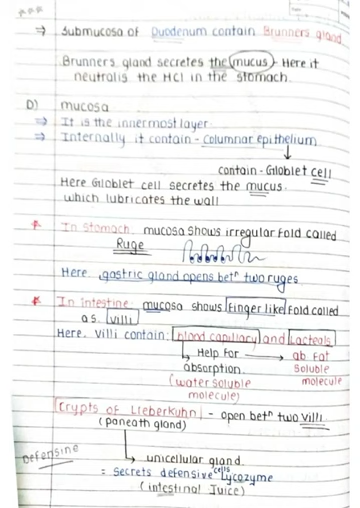 ⇒ Submucosa of Duodenum contain Brunners gland
Brunners gland secretes the mucus. Here it
neutralis the HCl in the stomach.
D) mucosa
⇒ It is the innermost layer
⇒ Internally it contain - columnar epithelium
contain - Globlet cell
Here Globlet cell secretes the mucus.
which lubricates the wall
* In stomach. mucosa shows irregular fold called
Ruge
Here. gastric gland opens betn two ruges
* In intestine. mucosa shows finger like fold called
as. villi
Here. villi contain: blood capillary and Lacteals
Help for → ab. Fat
absorption. soluble
(water soluble molecule
molecule)
Crypts of Lieberkuhn - open betn two villi
(paneath gland)
Defensine
unicellular gland.
= secrets defensive cells Lycozyme
(intestinal Juice)